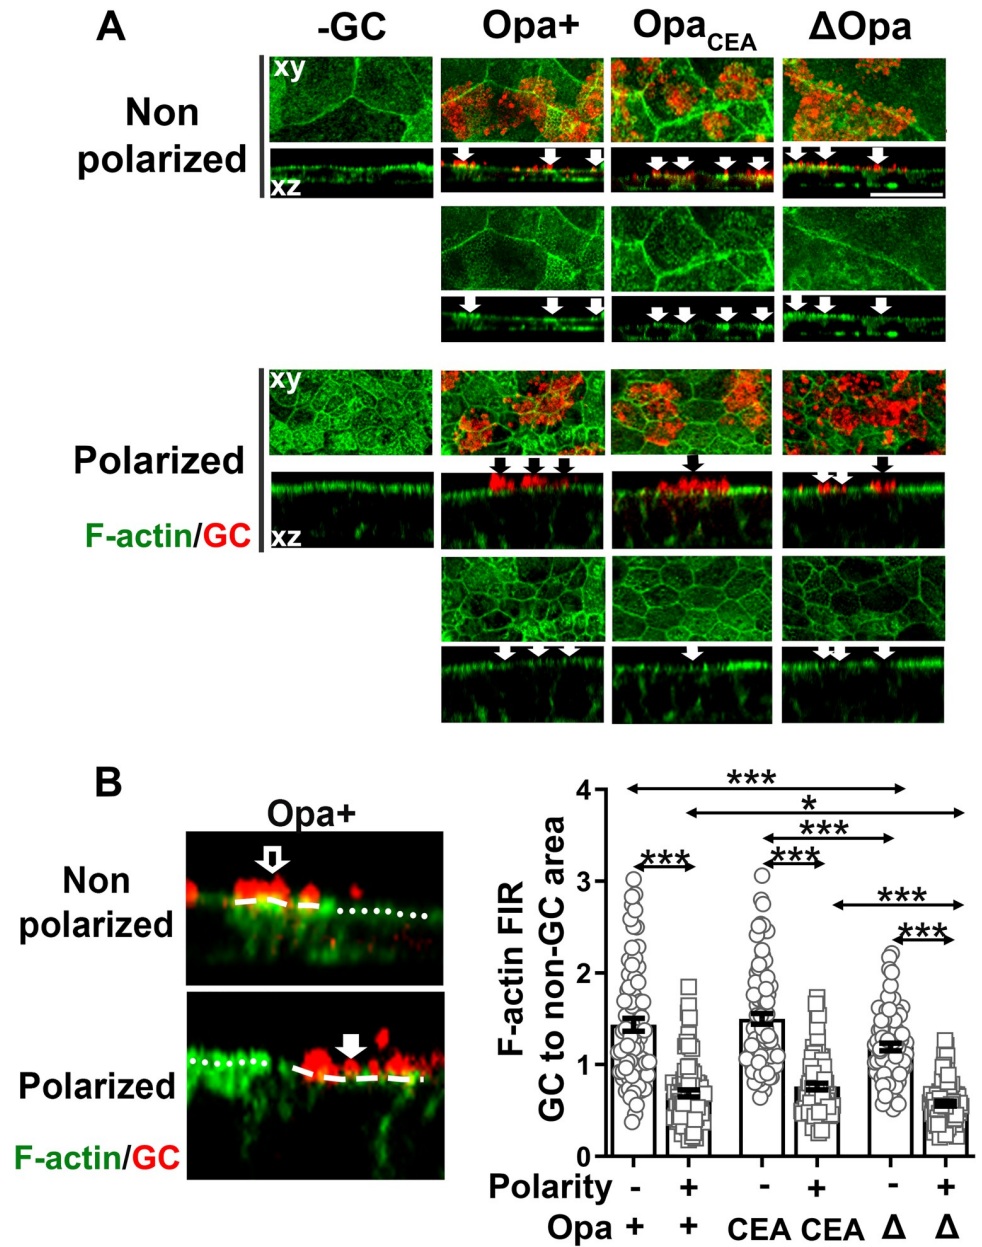 A
-GC
Opa+
OpaCEA
ΔOpa
Non
polarized
xy
xz
Polarized
xy
F-actin/GC
xz
B
Opa+
Non
polarized
Polarized
F-actin/GC
F-actin FIR
GC to non-GC area
4
3
2
1
0
***
*
***
*** ***
***
***
Polarity - + - + - +
Opa + + CEA CEA Δ Δ